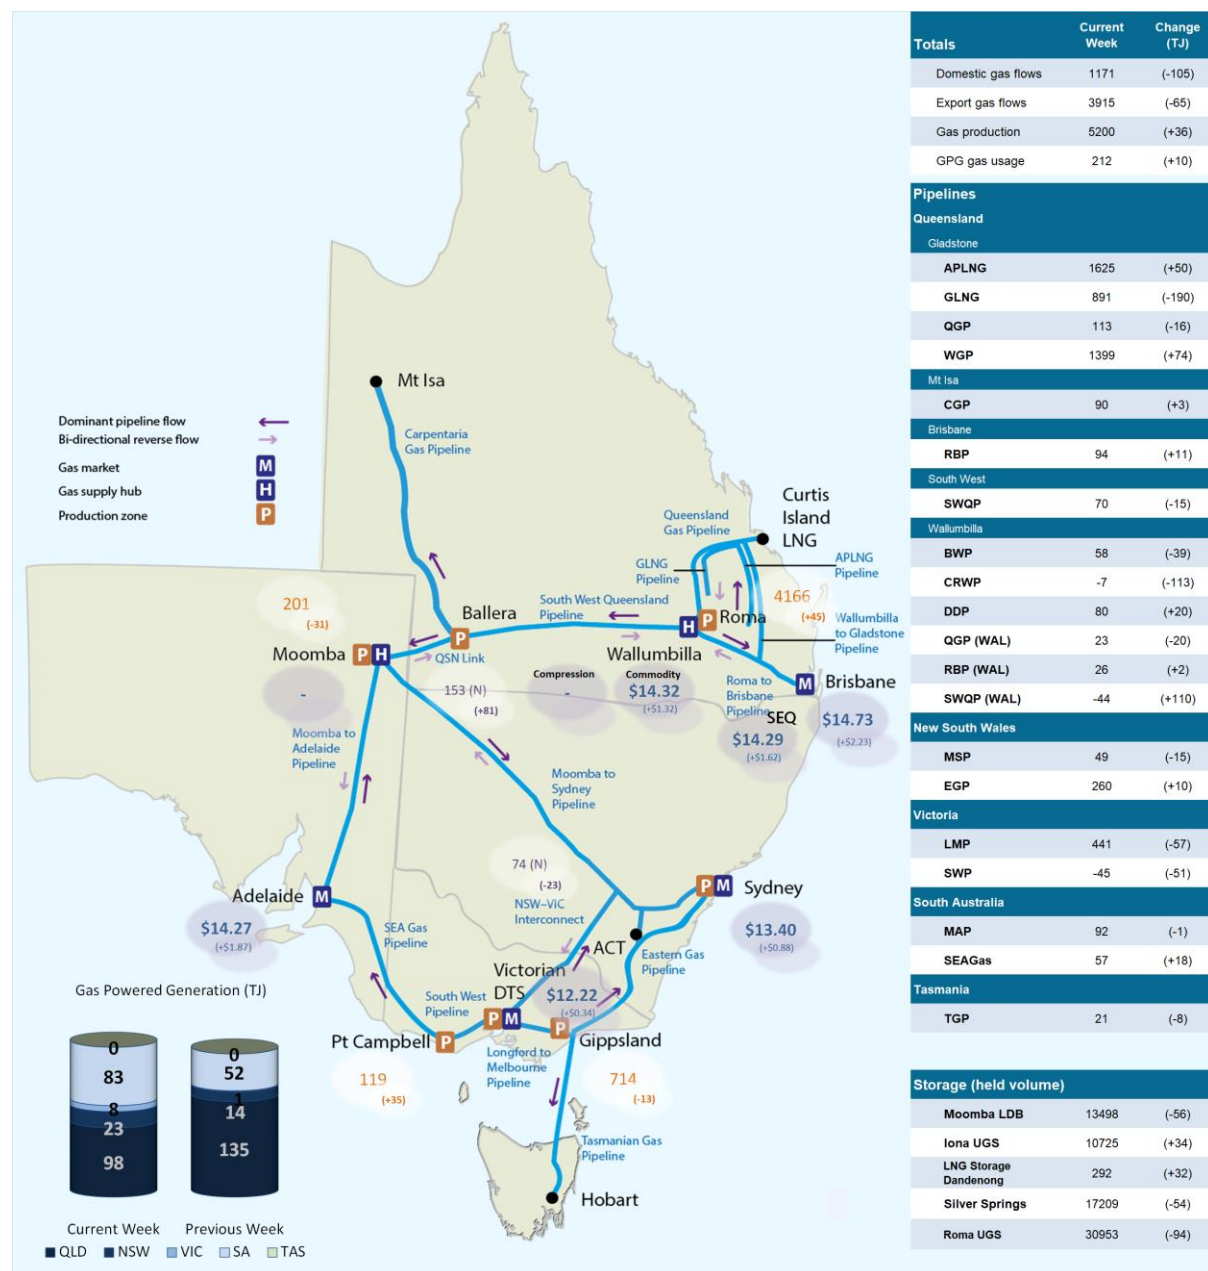 Dominant pipeline flow
Bi-directional reverse flow
Gas market M
Gas supply hub H
Production zone P
Mt Isa
Carpentaria
Gas Pipeline
Curtis
Island
LNG
Queensland
Gas Pipeline
GLNG
Pipeline
APLNG
Pipeline
4166
(+45)
Wallumbilla
to Gladstone
Pipeline
201
(-31)
Ballera
P
South West Queensland
Pipeline
H P Roma
Moomba P H
QSN Link
Wallumbilla
Roma to
Brisbane
Pipeline
M Brisbane
-
153 (N)
(+81)
Compression
-
Commodity
$14.32
(+$1.32)
SEQ
$14.29
(+$1.62)
$14.73
(+$2.23)
Moomba to
Adelaide
Pipeline
Moomba to
Sydney
Pipeline
74 (N)
(-23)
NSW–VIC
Interconnect
P M Sydney
$13.40
(+$0.88)
Adelaide M
$14.27
(+$1.87)
SEA Gas
Pipeline
ACT
Eastern Gas
Pipeline
Victorian
DTS
P M
$12.22
(+$0.34)
South West
Pipeline
Pt Campbell P
P
Gippsland
Longford to
Melbourne
Pipeline
119
(+35)
714
(-13)
Tasmanian Gas
Pipeline
Hobart
Gas Powered Generation (TJ)
0
83
8
23
98
0
52
1
14
135
Current Week Previous Week
QLD NSW VIC SA TAS
Totals Current Week Change (TJ)
Domestic gas flows 1171 (-105)
Export gas flows 3915 (-65)
Gas production 5200 (+36)
GPG gas usage 212 (+10)
Pipelines
Queensland
Gladstone
APLNG 1625 (+50)
GLNG 891 (-190)
QGP 113 (-16)
WGP 1399 (+74)
Mt Isa
CGP 90 (+3)
Brisbane
RBP 94 (+11)
South West
SWQP 70 (-15)
Wallumbilla
BWP 58 (-39)
CRWP -7 (-113)
DDP 80 (+20)
QGP (WAL) 23 (-20)
RBP (WAL) 26 (+2)
SWQP (WAL) -44 (+110)
New South Wales
MSP 49 (-15)
EGP 260 (+10)
Victoria
LMP 441 (-57)
SWP -45 (-51)
South Australia
MAP 92 (-1)
SEAGas 57 (+18)
Tasmania
TGP 21 (-8)
Storage (held volume)
Moomba LDB 13498 (-56)
Iona UGS 10725 (+34)
LNG Storage Dandenong 292 (+32)
Silver Springs 17209 (-54)
Roma UGS 30953 (-94)